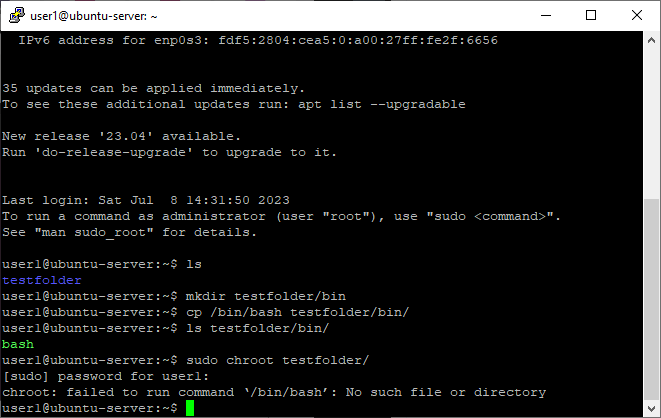 user1@ubuntu-server: ~
IPv6 address for enp0s3: fdf5:2804:cea5:0:a00:27ff:fe2f:6656
35 updates can be applied immediately.
To see these additional updates run: apt list --upgradable
New release '23.04' available.
Run 'do-release-upgrade' to upgrade to it.
Last login: Sat Jul  8 14:31:50 2023
To run a command as administrator (user "root"), use "sudo <command>".
See "man sudo_root" for details.
user1@ubuntu-server:~$ ls
testfolder
user1@ubuntu-server:~$ mkdir testfolder/bin
user1@ubuntu-server:~$ cp /bin/bash testfolder/bin/
user1@ubuntu-server:~$ ls testfolder/bin/
bash
user1@ubuntu-server:~$ sudo chroot testfolder/
[sudo] password for user1:
chroot: failed to run command ‘/bin/bash’: No such file or directory
user1@ubuntu-server:~$